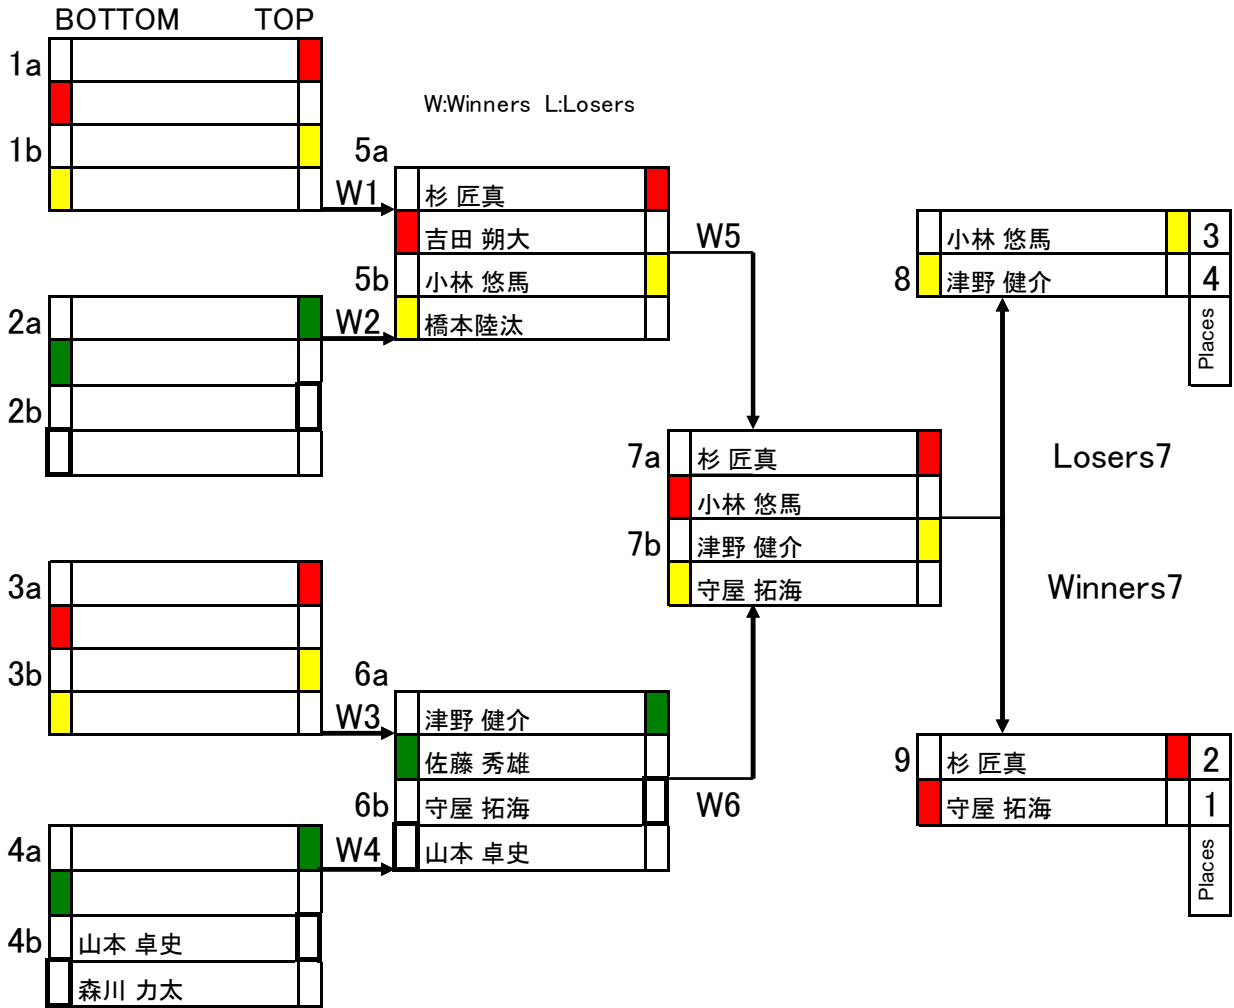 BOTTOM TOP
1a
1b
W:Winners L:Losers
5a
W1
杉 匠真
吉田 朔大
W5
5b
小林 悠馬
橋本陸汰
2a
W2
2b
小林 悠馬 3
8 津野 健介 4
Places
7a 杉 匠真
小林 悠馬
7b 津野 健介
守屋 拓海
Losers7
Winners7
3a
3b
6a
W3
津野 健介
佐藤 秀雄
6b 守屋 拓海
W6
山本 卓史
9 杉 匠真 2
守屋 拓海 1
Places
4a
W4
4b 山本 卓史
森川 力太